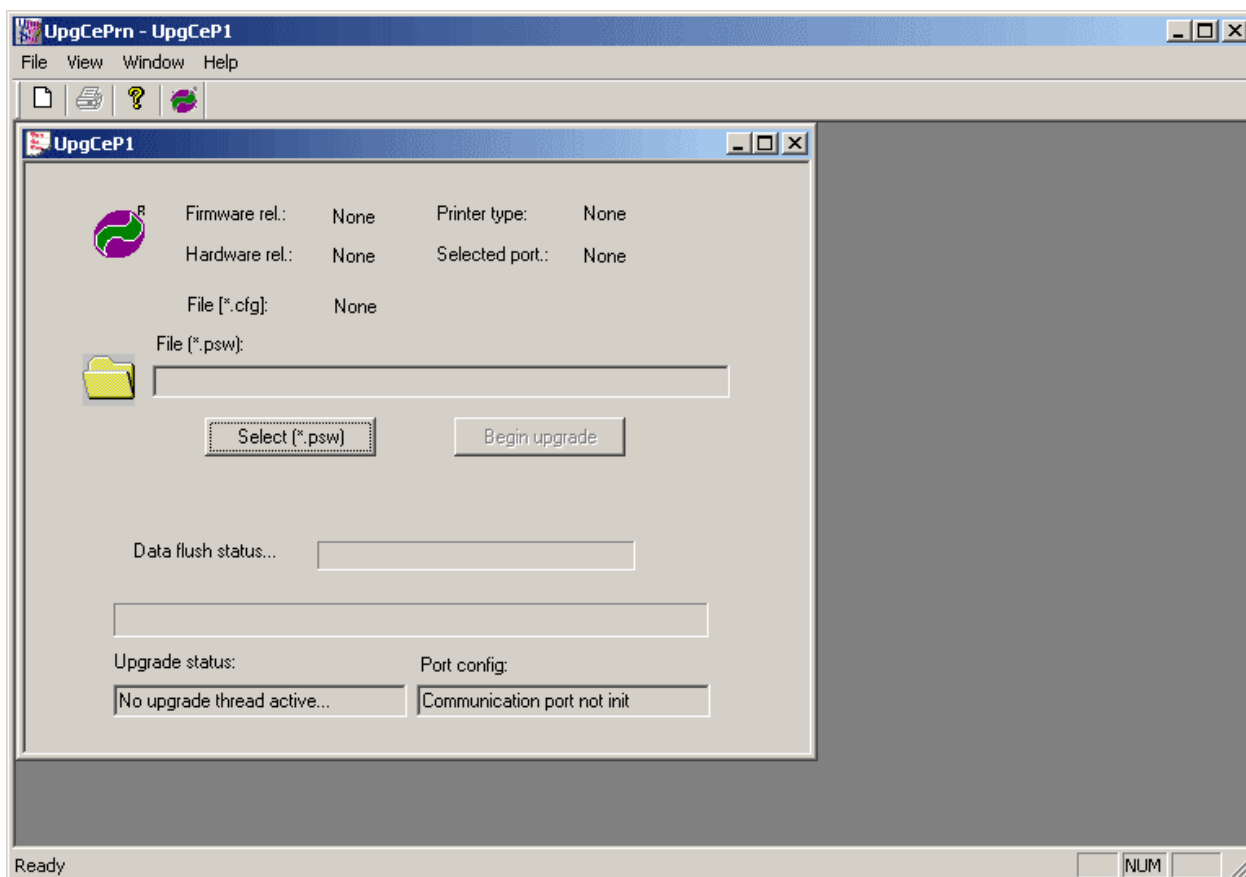 UpgCePrn - UpgCeP1
File View Window Help
UpgCeP1
R
Firmware rel.: None Printer type: None
Hardware rel.: None Selected port.: None
File [*.cfg]: None
File (*.psw):
Select (*.psw) Begin upgrade
Data flush status...
Upgrade status: Port config:
No upgrade thread active... Communication port not init
Ready NUM